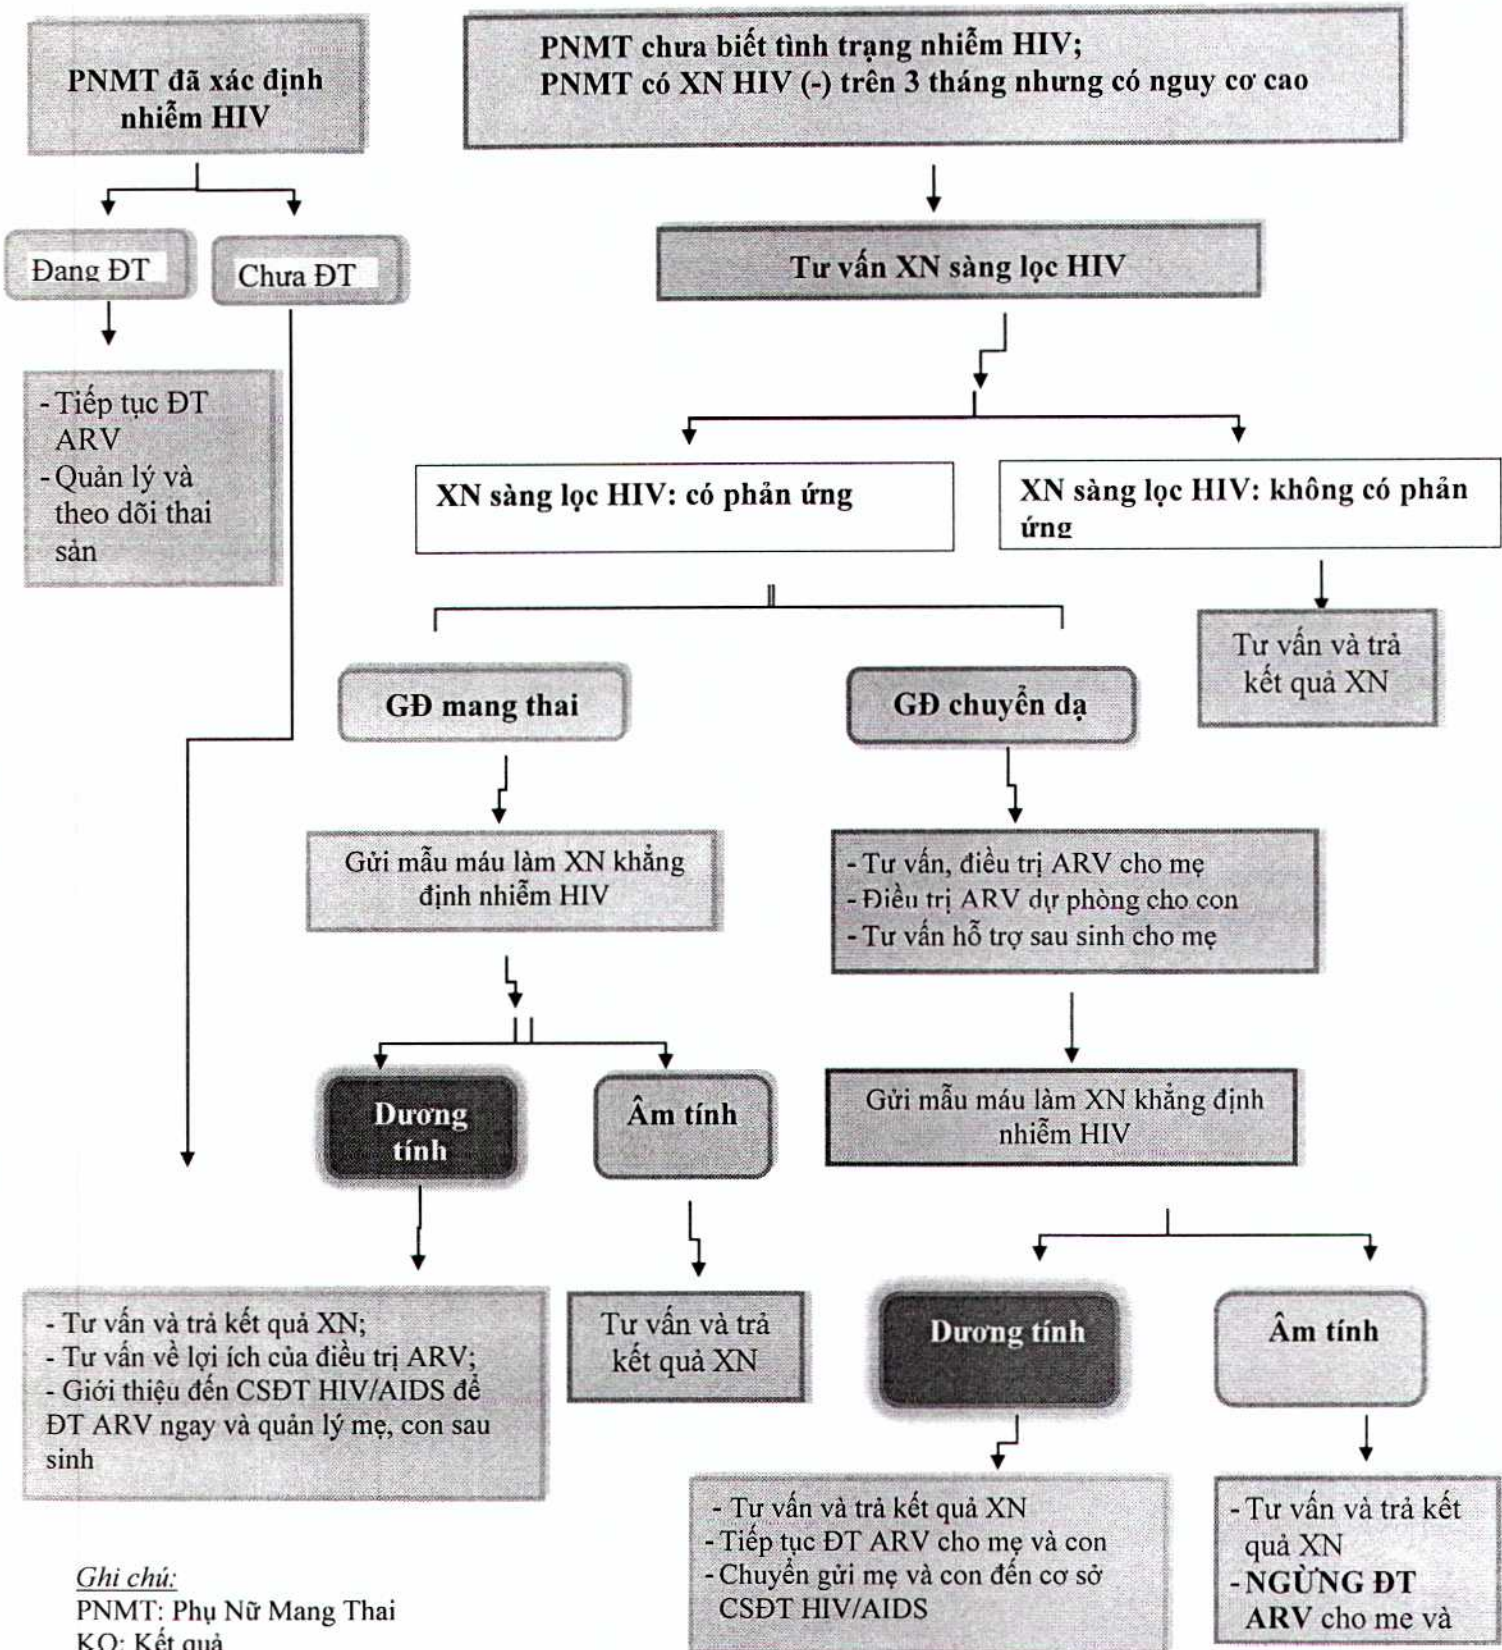 PNMT đã xác định
nhiễm HIV
PNMT chưa biết tình trạng nhiễm HIV;
PNMT có XN HIV (-) trên 3 tháng nhưng có nguy cơ cao
Đang ĐT
Chưa ĐT
Tư vấn XN sàng lọc HIV
- Tiếp tục ĐT
ARV
- Quản lý và
theo dõi thai
sản
XN sàng lọc HIV: có phản ứng
XN sàng lọc HIV: không có phản
ứng
Tư vấn và trả
kết quả XN
GĐ mang thai
GĐ chuyển dạ
Gửi mẫu máu làm XN khẳng
định nhiễm HIV
- Tư vấn, điều trị ARV cho mẹ
- Điều trị ARV dự phòng cho con
- Tư vấn hỗ trợ sau sinh cho mẹ
Dương
tính
Âm tính
Gửi mẫu máu làm XN khẳng định
nhiễm HIV
- Tư vấn và trả kết quả XN;
- Tư vấn về lợi ích của điều trị ARV;
- Giới thiệu đến CSĐT HIV/AIDS để
ĐT ARV ngay và quản lý mẹ, con sau
sinh
Tư vấn và trả
kết quả XN
Dương tính
Âm tính
- Tư vấn và trả kết quả XN
- Tiếp tục ĐT ARV cho mẹ và con
- Chuyển gửi mẹ và con đến cơ sở
CSĐT HIV/AIDS
- Tư vấn và trả kết
quả XN
- NGỪNG ĐT
ARV cho mẹ và
Ghi chú:
PNMT: Phụ Nữ Mang Thai
KQ: Kết quả